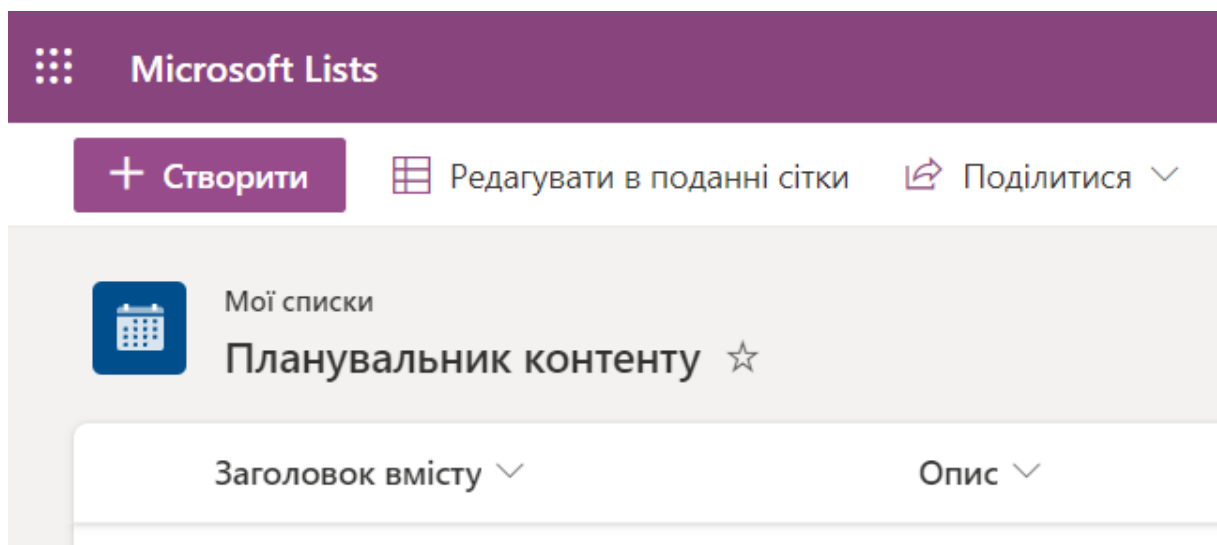 Microsoft Lists
Створити Редагувати в поданні сітки Поділитися
Мої списки
Планувальник контенту
Заголовок вмісту Опис